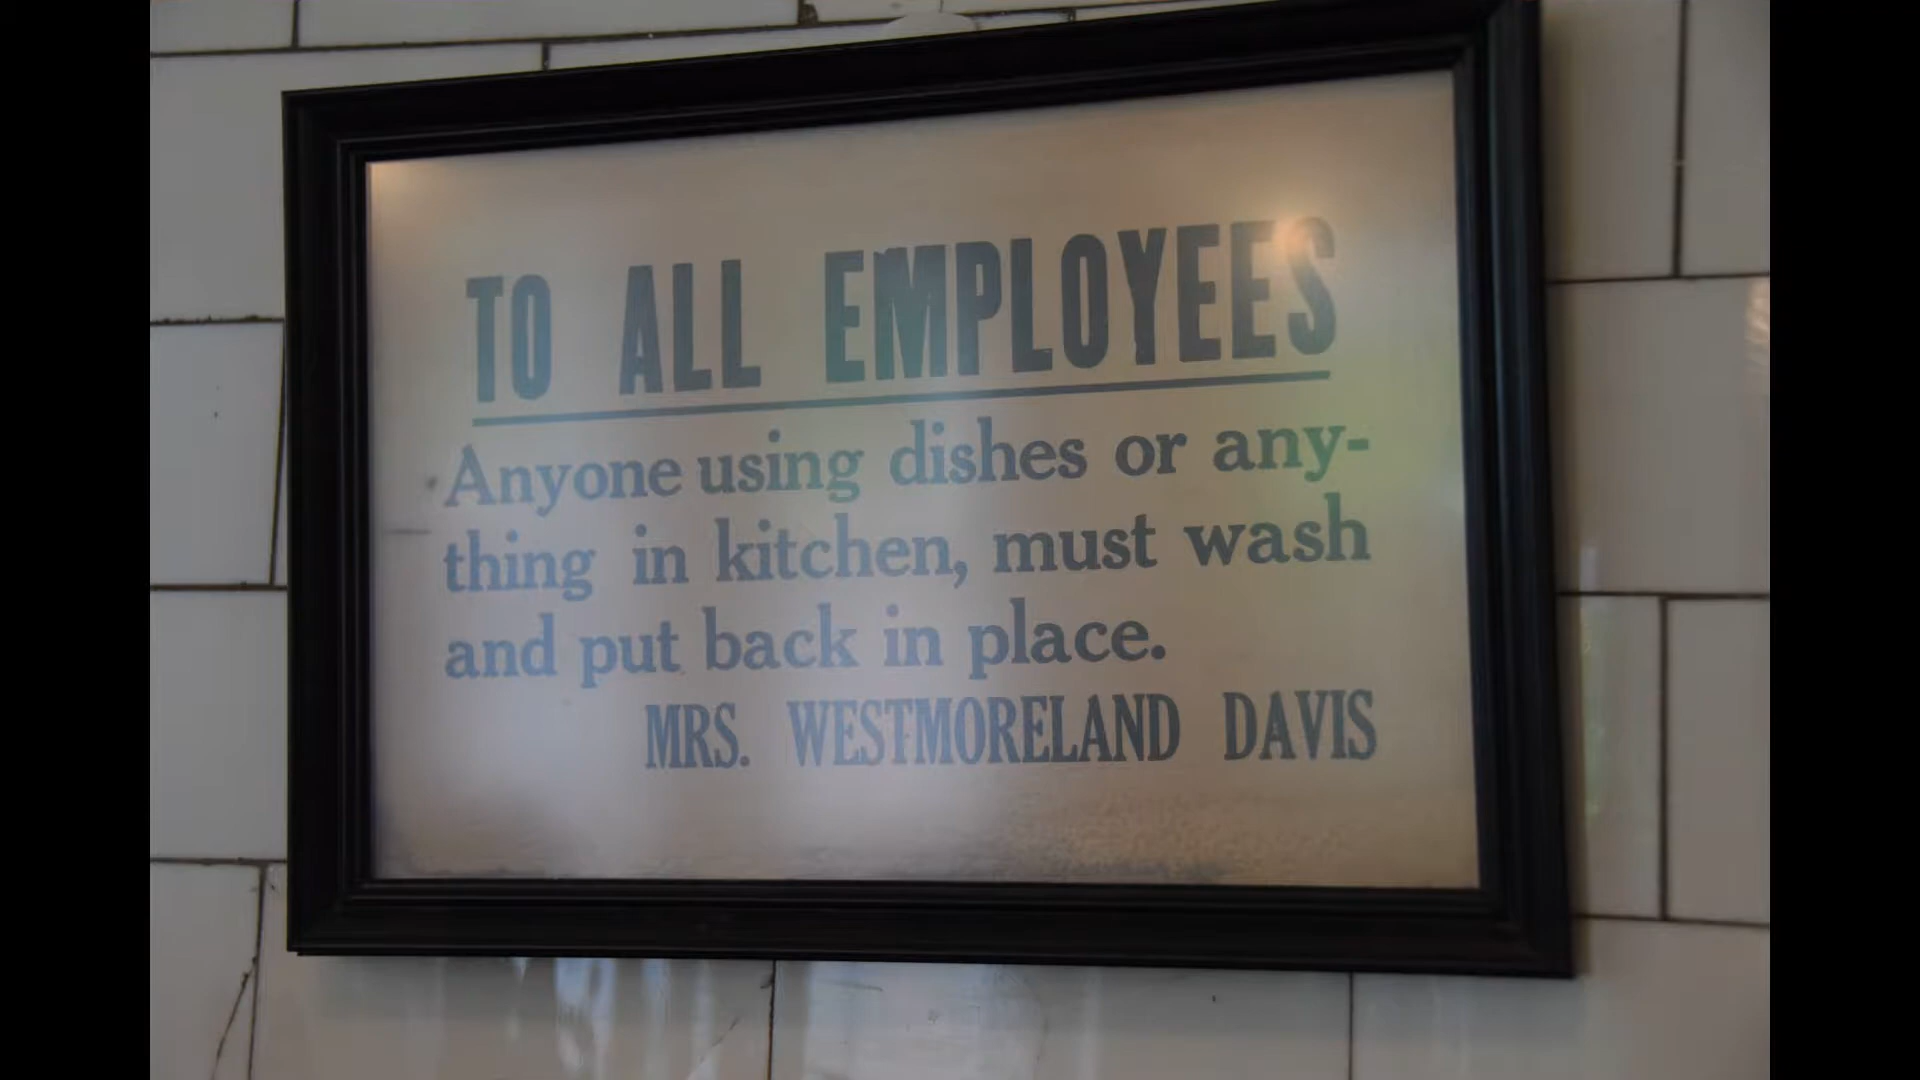 TO ALL EMPLOYEES
Anyone using dishes or any-
thing in kitchen, must wash
and put back in place.
MRS. WESTMORELAND DAVIS